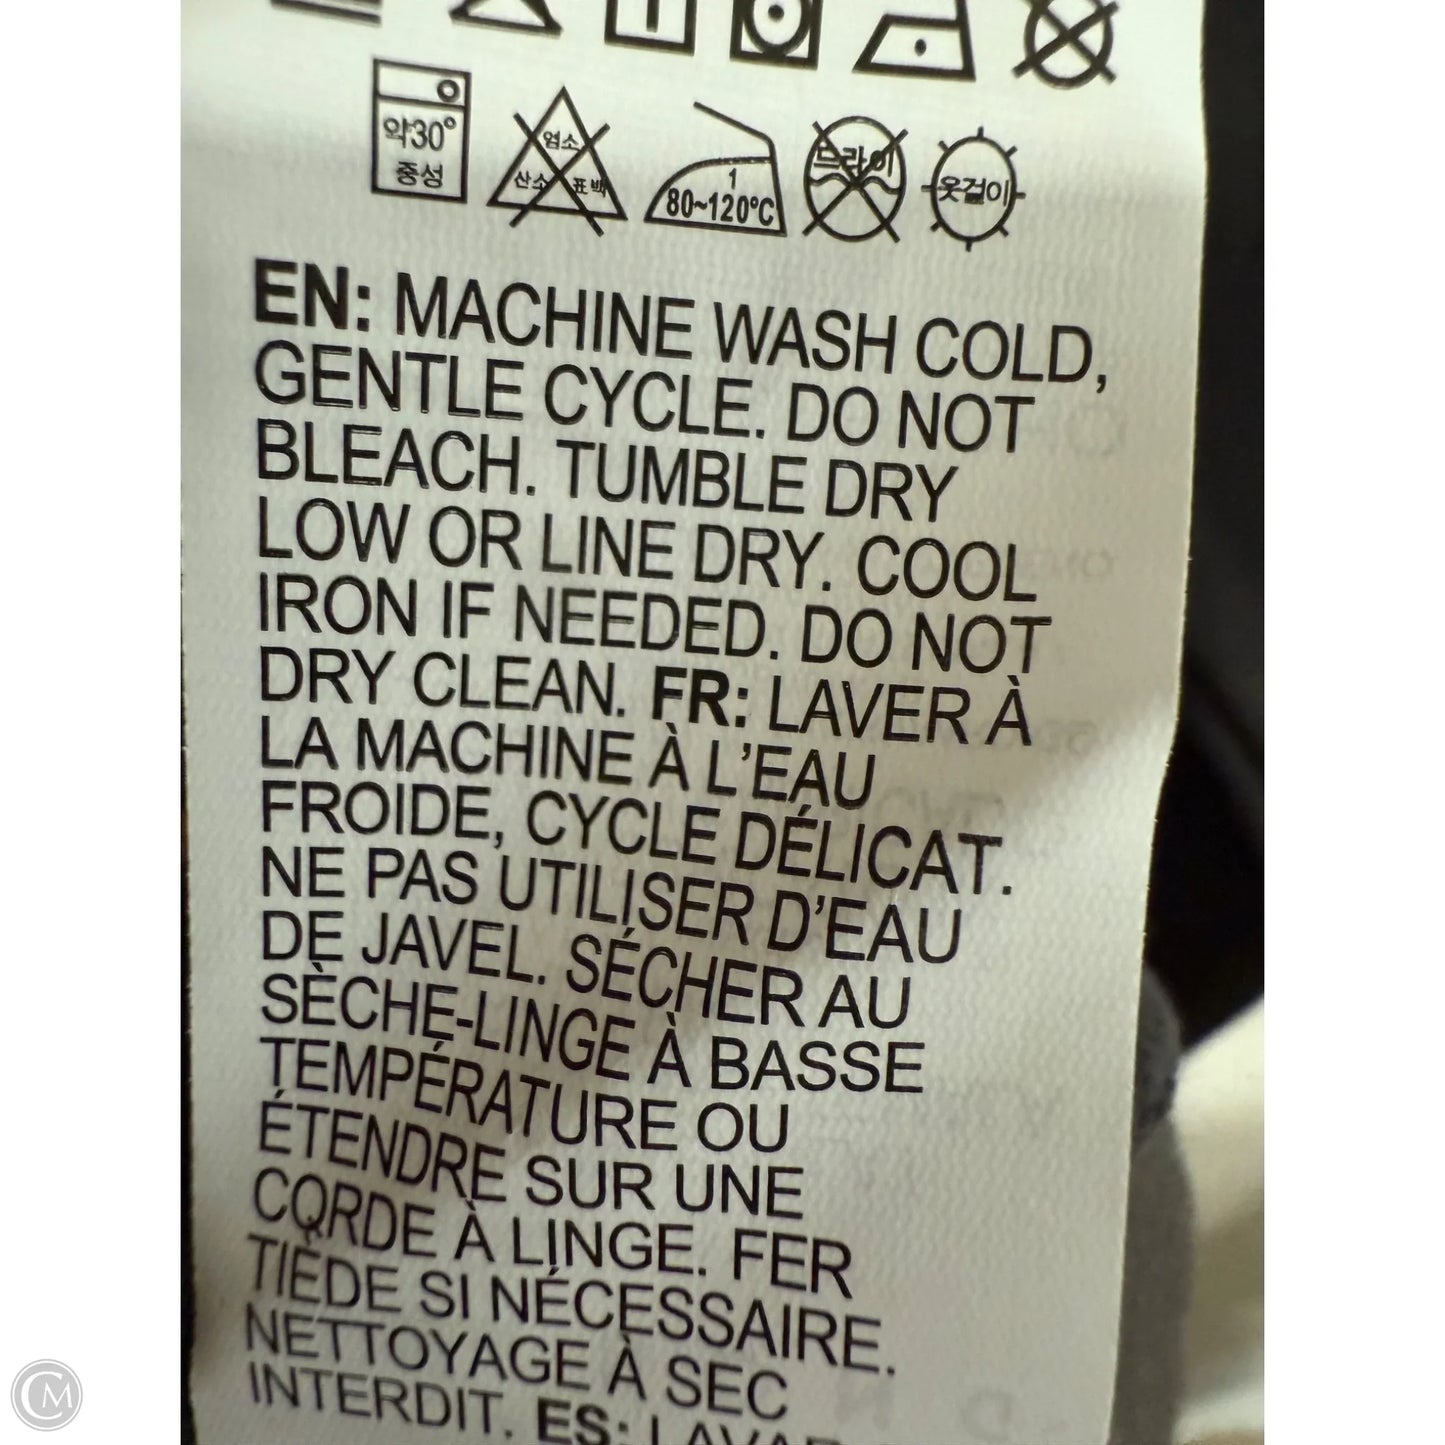 약30°
중성
염소
산소 표백
1
80~120°C
드라이
옷걸이
EN: MACHINE WASH COLD,
GENTLE CYCLE. DO NOT
BLEACH. TUMBLE DRY
LOW OR LINE DRY. COOL
IRON IF NEEDED. DO NOT
DRY CLEAN. FR: LAVER À
LA MACHINE À L'EAU
FROIDE, CYCLE DÉLICAT.
NE PAS UTILISER D'EAU
DE JAVEL. SÉCHER AU
SÈCHE-LINGE À BASSE
TEMPÉRATURE OU
ÉTENDRE SUR UNE
CORDE À LINGE. FER
TIÈDE SI NÉCESSAIRE.
NETTOYAGE À SEC
INTERDIT. ES:
CM